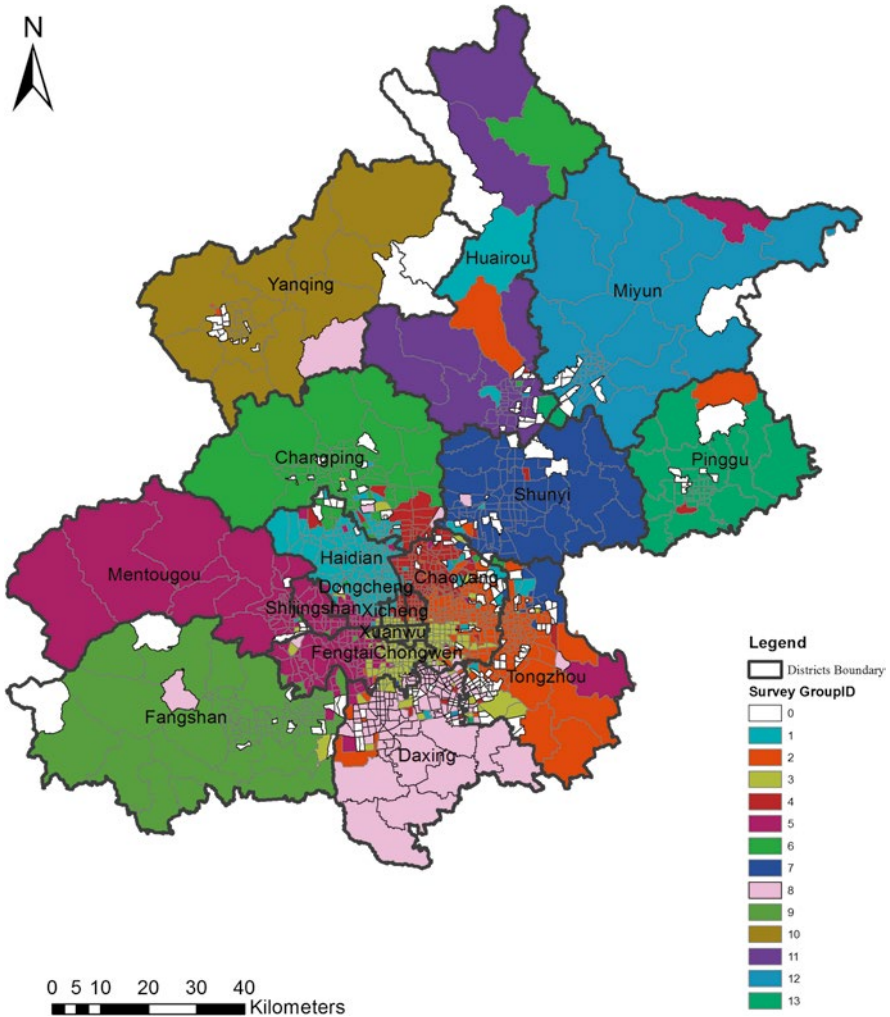 N
Huairou
Yanqing
Miyun
Changping
Pinggu
Shunyi
Haidian
Mentougou
Chaoyang
Dongcheng
Shijingshan
Xicheng
Xuanwu
Fengtai
Chongwen
Tongzhou
Fangshan
Daxing
Legend
Districts Boundary
Survey GroupID
0
1
2
3
4
5
6
7
8
9
10
11
12
13
0 5 10 20 30 40
Kilometers